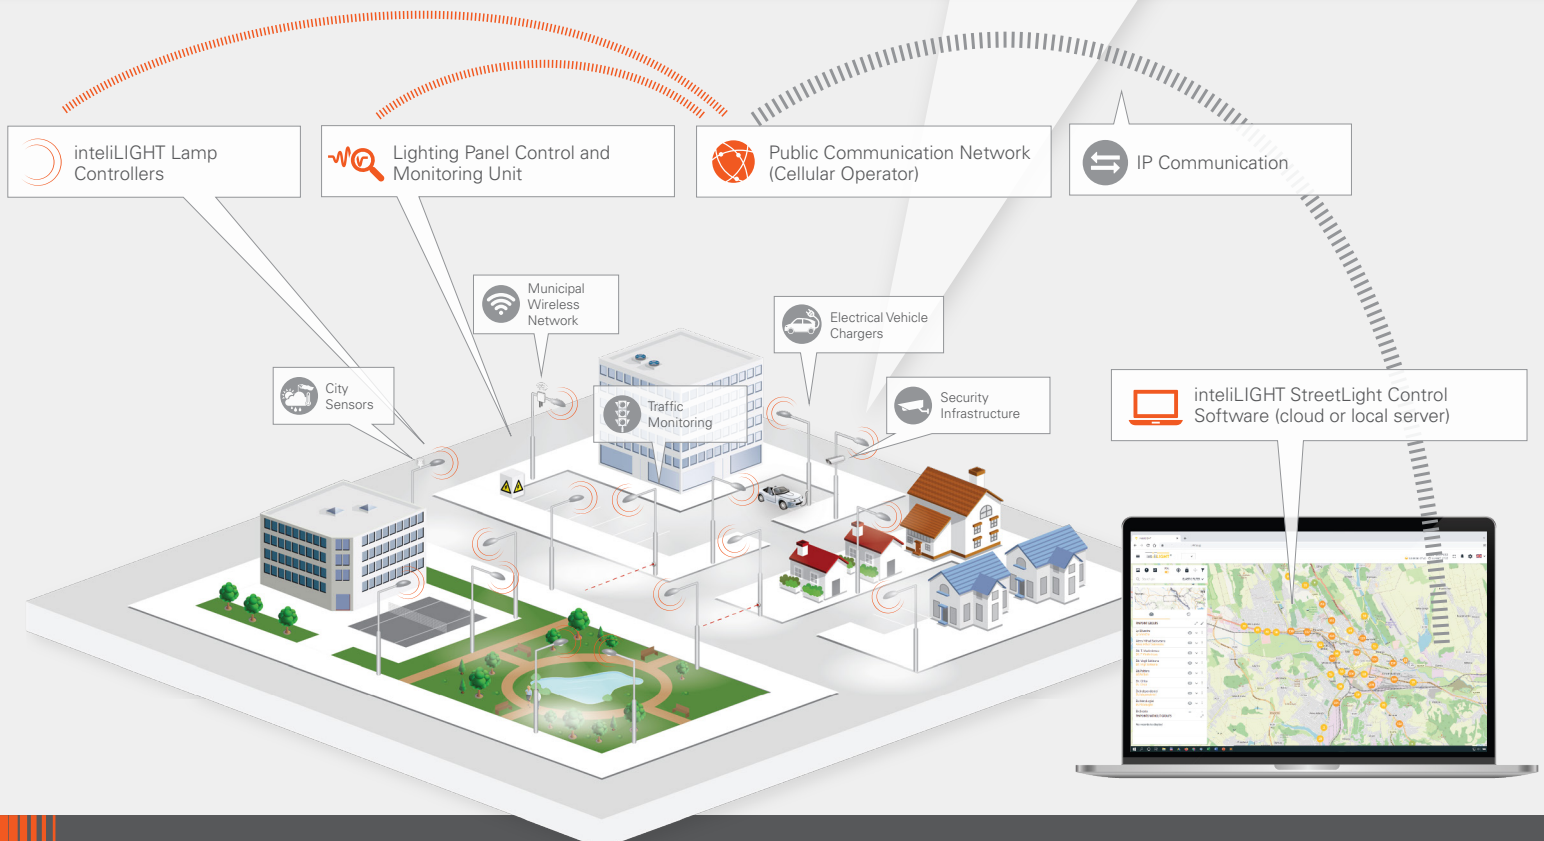 inteliLIGHT Lamp
Controllers
Lighting Panel Control and
Monitoring Unit
Public Communication Network
(Cellular Operator)
IP Communication
Municipal
Wireless
Network
Electrical Vehicle
Chargers
City
Sensors
Traffic
Monitoring
Security
Infrastructure
inteliLIGHT StreetLight Control
Software (cloud or local server)